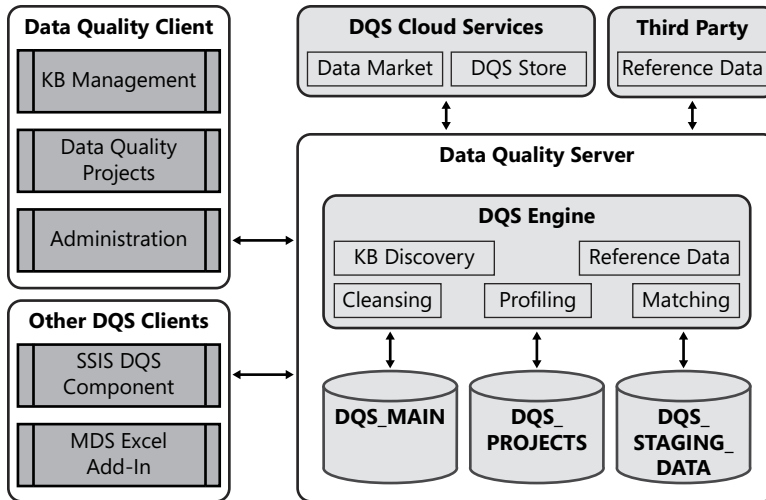 Data Quality Client
KB Management
Data Quality
Projects
Administration
Other DQS Clients
SSIS DQS
Component
MDS Excel
Add-In
DQS Cloud Services
Data Market
DQS Store
Third Party
Reference Data
Data Quality Server
DQS Engine
KB Discovery
Reference Data
Cleansing
Profiling
Matching
DQS_MAIN
DQS_
PROJECTS
DQS_
STAGING_
DATA